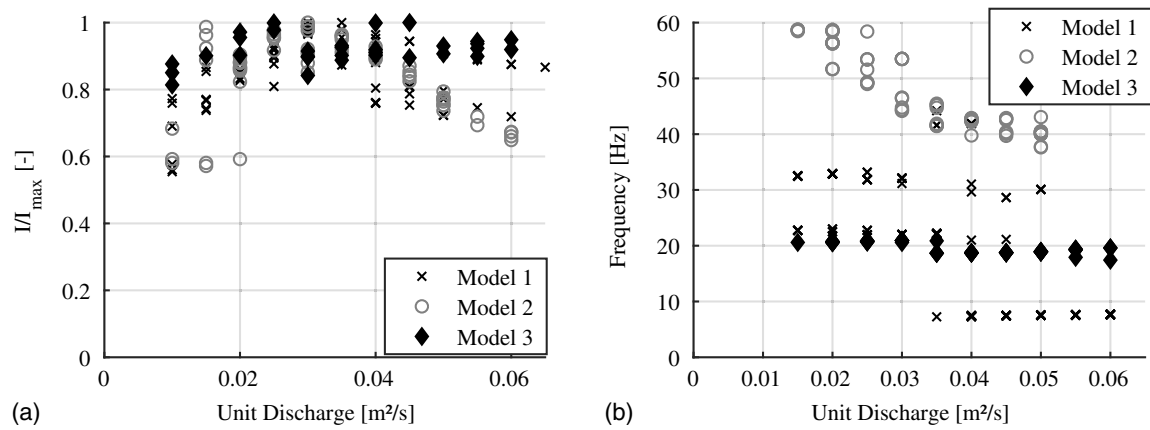 1
0.8
0.6
0.4
0.2
0
I/I_max [-]
0
0.02
0.04
0.06
Unit Discharge [m²/s]
Model 1
Model 2
Model 3
(a)
60
50
40
30
20
10
0
Frequency [Hz]
0
0.01
0.02
0.03
0.04
0.05
0.06
Unit Discharge [m²/s]
Model 1
Model 2
Model 3
(b)